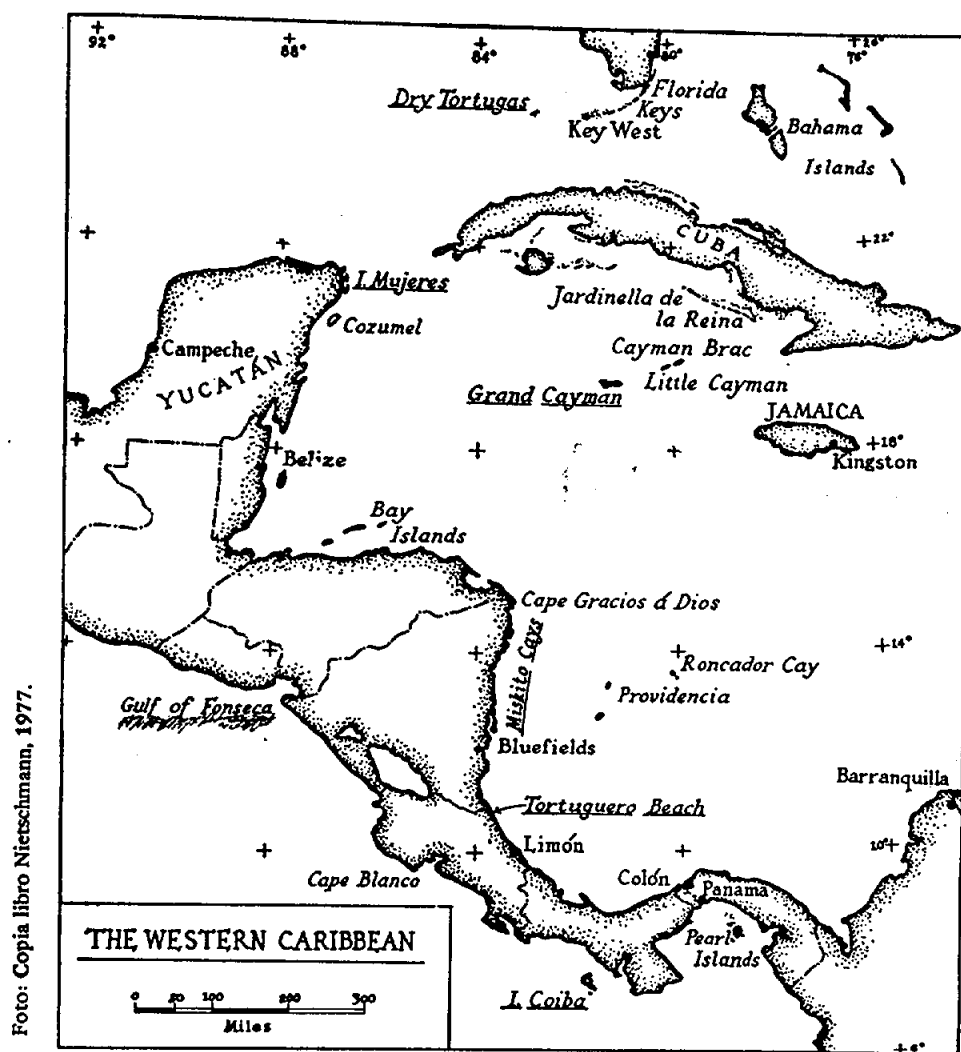 92°
88°
84°
80°
76°
26°
Dry Tortugas
Florida
Keys
Key West
Bahama
Islands
22°
CUBA
I. Mujeres
Cozumel
Jardinella de
la Reina
Campeche
YUCATÁN
Cayman Brac
Little Cayman
Grand Cayman
JAMAICA
18°
Kingston
Belize
Bay
Islands
Cape Gracios á Dios
14°
Miskito Cays
Roncador Cay
Providencia
Gulf of Fonseca
Bluefields
Barranquilla
Tortuguero Beach
Limón
10°
Cape Blanco
Colón
Panama
Pearl
Islands
I. Coiba
6°
THE WESTERN CARIBBEAN
0 50 100 200 300
Miles
Foto: Copia libro Nietschmann, 1977.